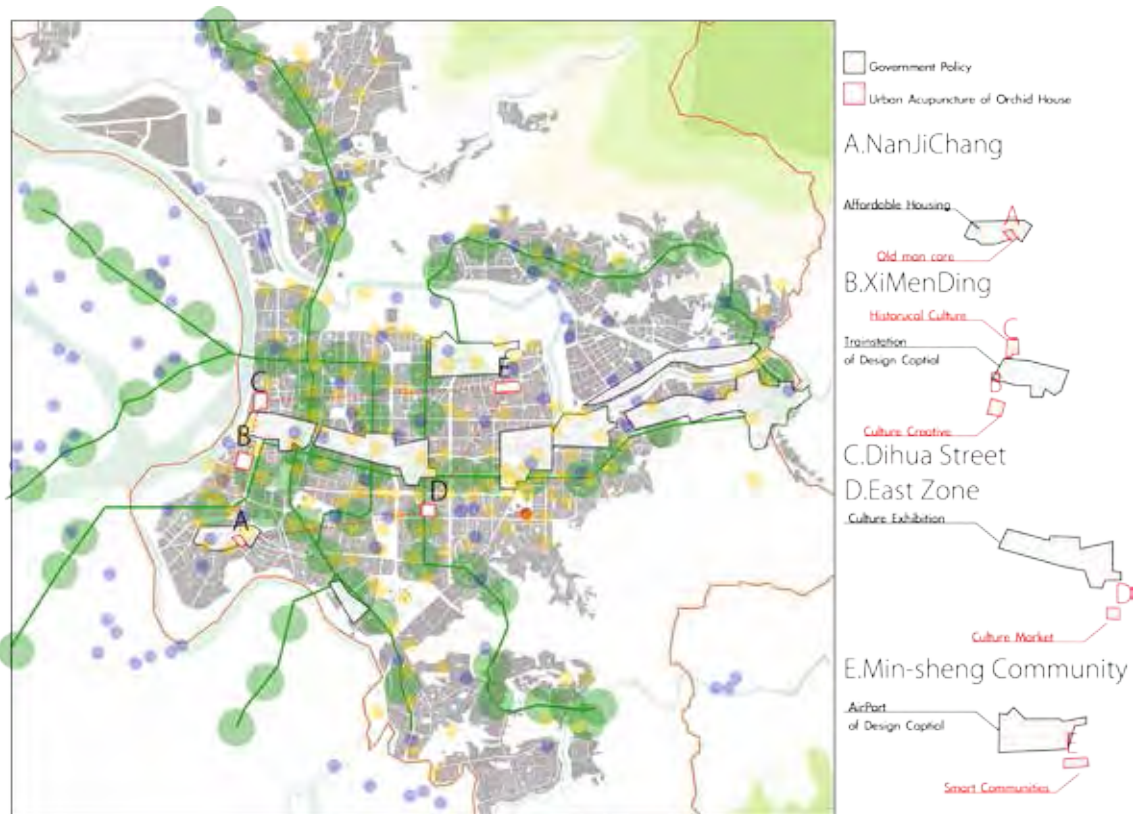 Government Policy
Urban Acupuncture of Orchid House
A.NanJiChang
Affordable Housing
A
Old man care
B.XiMenDing
Historucal Culture
C
Trainstation
of Design Captial
B
Culture Creative
C.Dihua Street
D.East Zone
Culture Exhibition
D
Culture Market
E.Min-sheng Community
AirPort
of Design Captial
E
Smart Communities
C
E
B
D
A